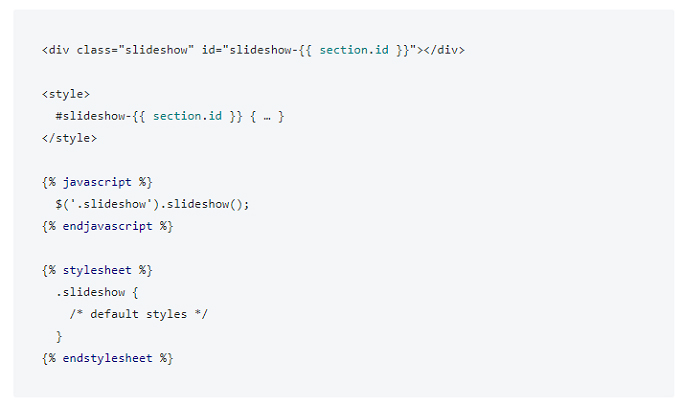 <div class="slideshow" id="slideshow-{{ section.id }}"></div>
<style>
#slideshow-{{ section.id }} { … }
</style>
{% javascript %}
$('.slideshow').slideshow();
{% endjavascript %}
{% stylesheet %}
.slideshow {
/* default styles */
}
{% endstylesheet %}